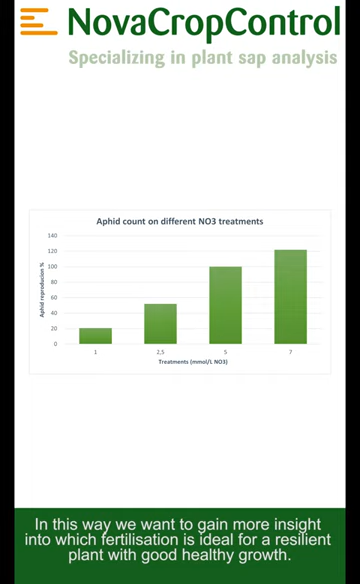 NovaCropControl
Specializing in plant sap analysis
Aphid count on different NO3 treatments
140
120
100
80
60
40
20
0
Aphid reproducion %
1
2,5
5
7
Treatments (mmol/L NO3)
In this way we want to gain more insight
into which fertilisation is ideal for a resilient
plant with good healthy growth.